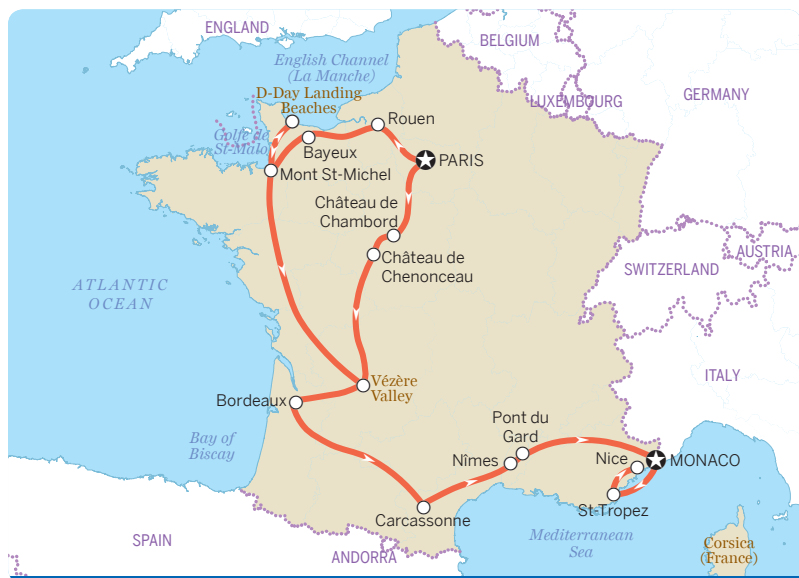 ENGLAND
BELGIUM
English Channel
(La Manche)
D-Day Landing
Beaches
LUXEMBOURG
GERMANY
Rouen
Golfe de
St-Malo
Bayeux
PARIS
Mont St-Michel
Château de
Chambord
Château de
Chenonceau
AUSTRIA
SWITZERLAND
ATLANTIC
OCEAN
ITALY
Vézère
Valley
Bordeaux
Pont du
Gard
Bay of
Biscay
Nîmes
Nice
MONACO
St-Tropez
Carcassonne
Mediterranean
Sea
SPAIN
ANDORRA
Corsica
(France)